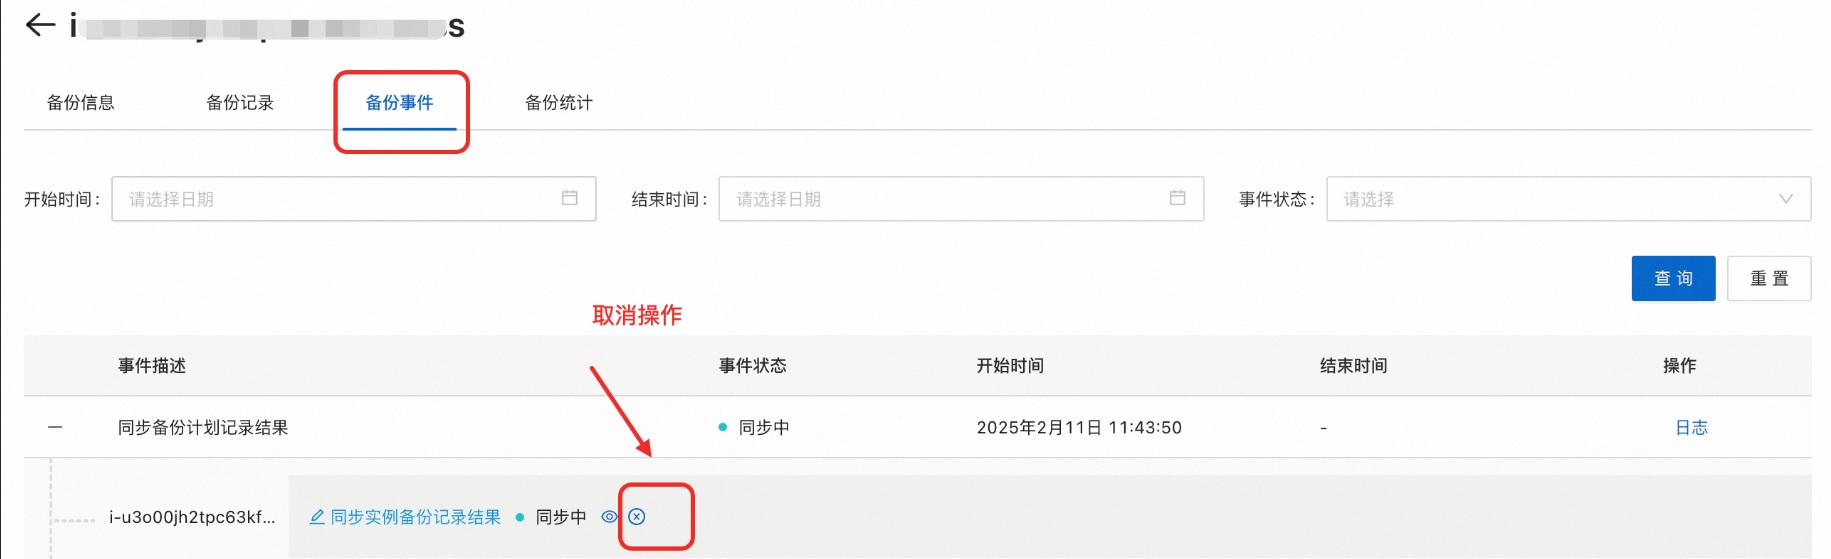 备份信息 备份记录 备份事件 备份统计
开始时间： 请选择日期 结束时间： 请选择日期 事件状态： 请选择
查 询 重 置
取消操作
事件描述 事件状态 开始时间 结束时间 操作
同步备份计划记录结果 同步中 2025年2月11日 11:43:50 - 日志
i-u3o00jh2tpc63kf... 同步实例备份记录结果 同步中